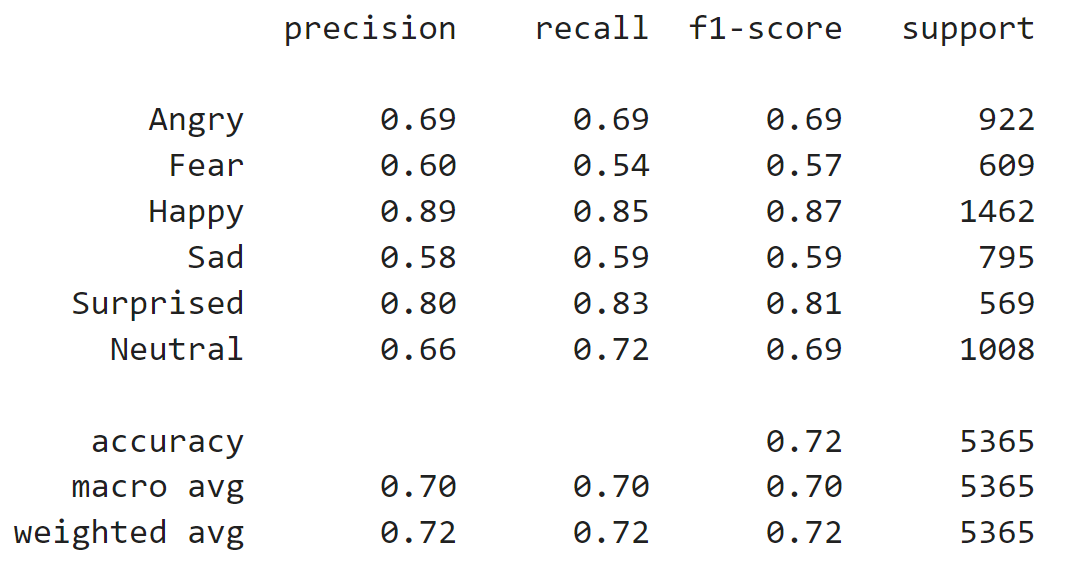 precision recall f1-score support
Angry 0.69 0.69 0.69 922
Fear 0.60 0.54 0.57 609
Happy 0.89 0.85 0.87 1462
Sad 0.58 0.59 0.59 795
Surprised 0.80 0.83 0.81 569
Neutral 0.66 0.72 0.69 1008
accuracy 0.72 5365
macro avg 0.70 0.70 0.70 5365
weighted avg 0.72 0.72 0.72 5365